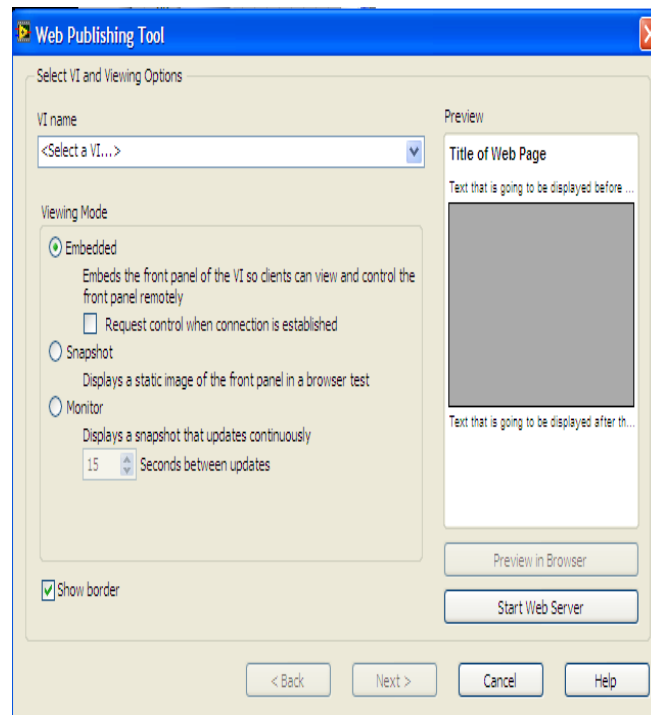 Web Publishing Tool
Select VI and Viewing Options
VI name
<Select a VI...>
Viewing Mode
Embedded
Embeds the front panel of the VI so clients can view and control the
front panel remotely
Request control when connection is established
Snapshot
Displays a static image of the front panel in a browser test
Monitor
Displays a snapshot that updates continuously
15 Seconds between updates
Show border
Preview
Title of Web Page
Text that is going to be displayed before ...
Text that is going to be displayed after th...
Preview in Browser
Start Web Server
< Back
Next >
Cancel
Help